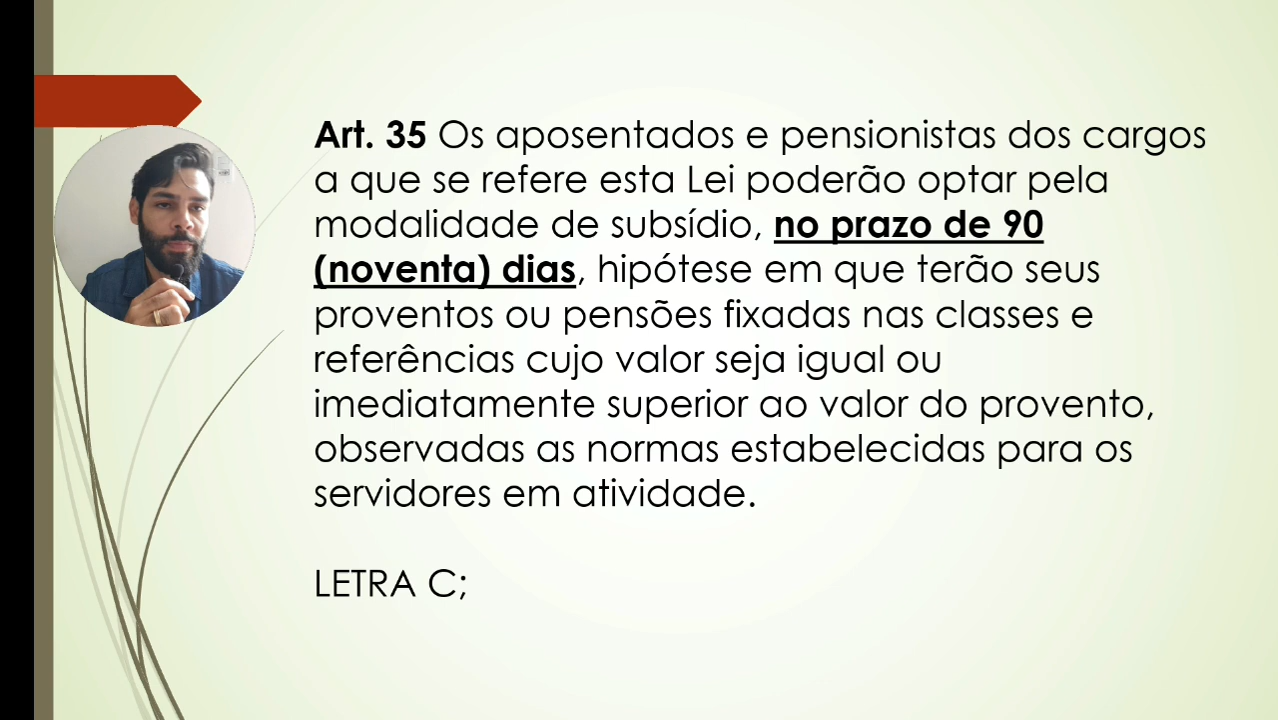 Art. 35 Os aposentados e pensionistas dos cargos
a que se refere esta Lei poderão optar pela
modalidade de subsídio, no prazo de 90
(noventa) dias, hipótese em que terão seus
proventos ou pensões fixadas nas classes e
referências cujo valor seja igual ou
imediatamente superior ao valor do provento,
observadas as normas estabelecidas para os
servidores em atividade.
LETRA C;